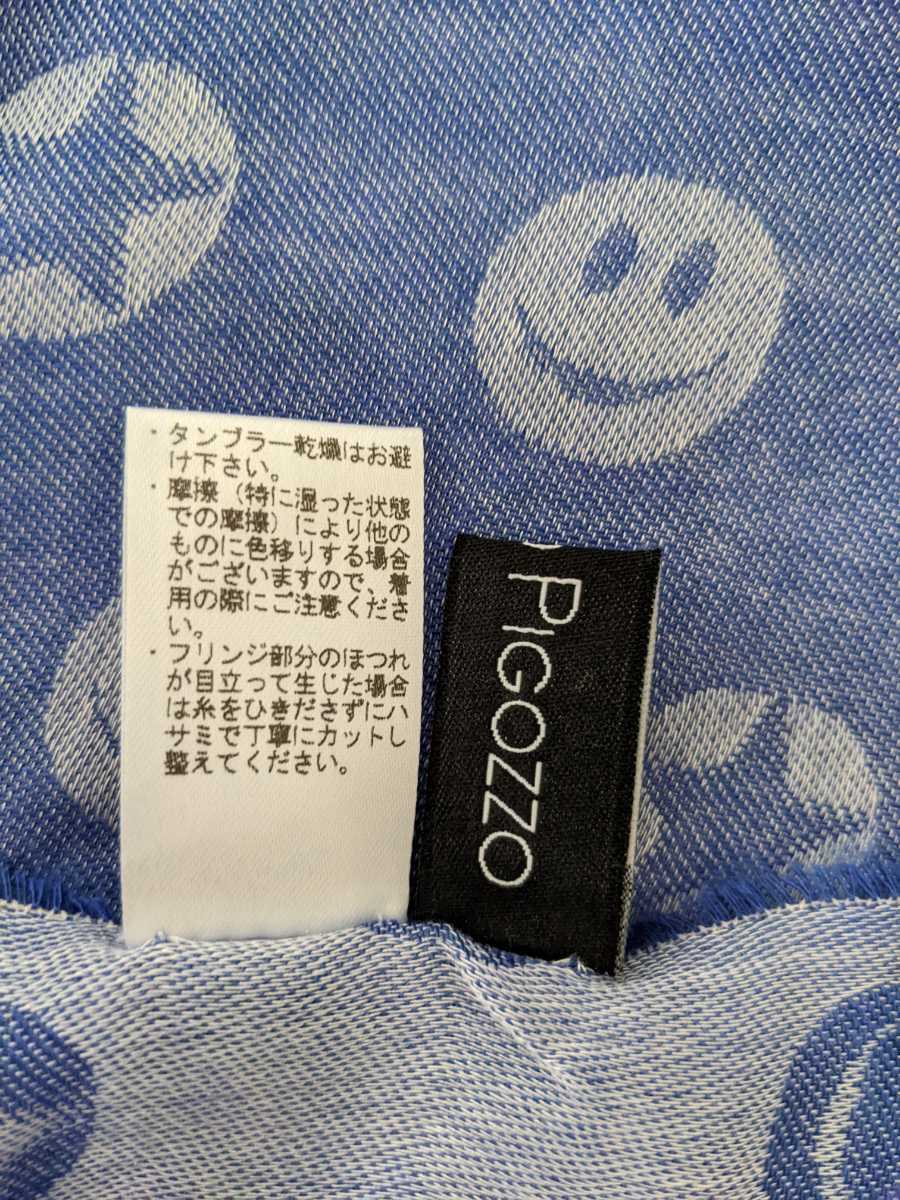 ・タンブラー乾燥はお避
け下さい。
・摩擦（特に湿った状態
での摩擦）により他の
ものに色移りする場合
がございますので、着
用の際にご注意くださ
い。
・フリンジ部分のほつれ
が目立って生じた場合
は糸をひきださずにハ
サミで丁寧にカットし
整えてください。
PIGOZZO